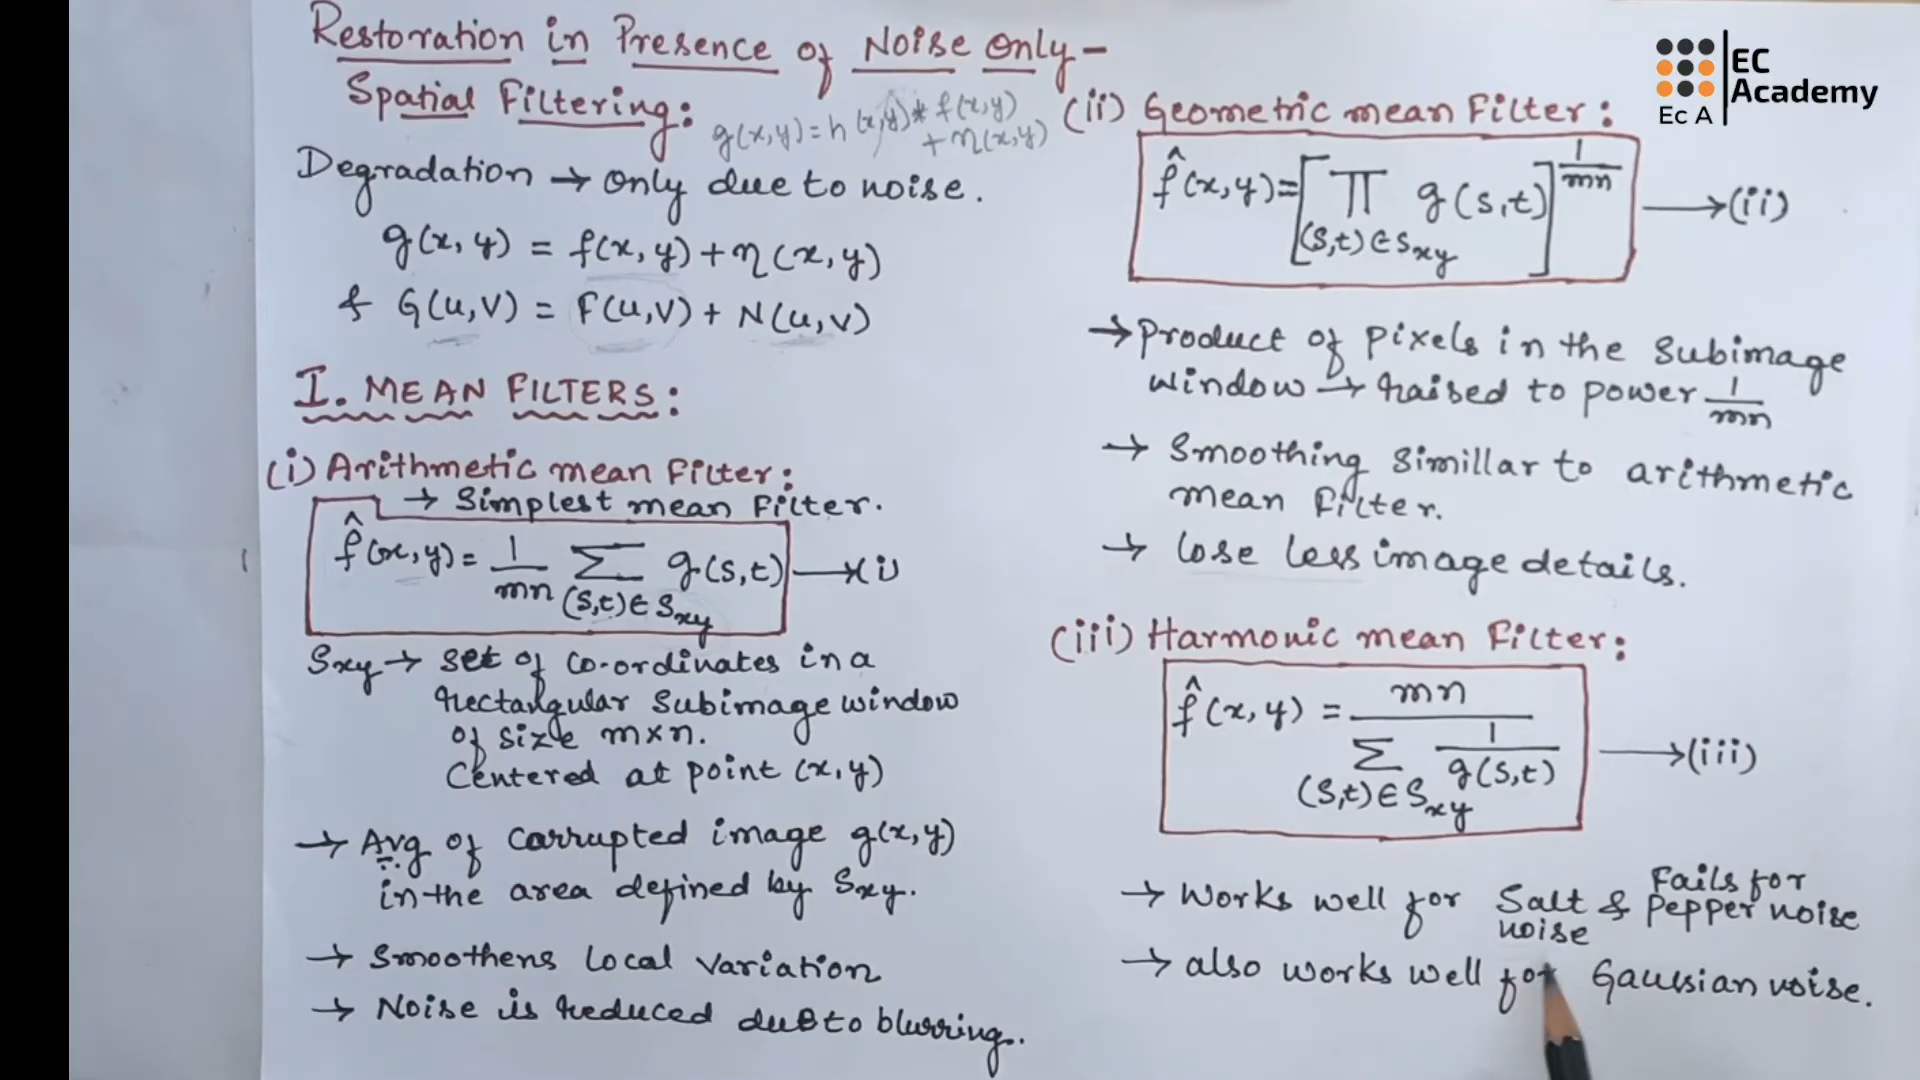 Restoration in Presence of Noise Only-
Spatial Filtering:
g(x,y)=h(x,y)*f(x,y)
+η(x,y)
Degradation → only due to noise.
g(x,y) = f(x,y)+η(x,y)
& G(u,v) = F(u,v)+ N(u,v)
I. MEAN FILTERS:
(i) Arithmetic mean Filter:
→ Simplest mean Filter.
f̂(x,y)= 1/mn Σ(s,t)∈Sxy g(s,t) →(i)
Sxy → set of co-ordinates in a
rectangular subimage window
of size m×n.
Centered at point (x,y)
→ Avg of carrupted image g(x,y)
in the area defined by Sxy.
→ Smoothens local variation
→ Noise is reduced due to blurring.
EC
Academy
Ec A
(ii) Geometric mean Filter:
f̂(x,y)=[∏(s,t)∈Sxy g(s,t)]^1/mn →(ii)
→ product of pixels in the subimage
window → raised to power 1/mn
→ Smoothing simillar to arithmetic
mean Filter.
→ lose less image details.
(iii) Harmonic mean Filter:
f̂(x,y) = mn / Σ(s,t)∈Sxy 1/g(s,t) →(iii)
→ Works well for Salt & Fails for
noise pepper noise
→ also works well for Gaussian noise.